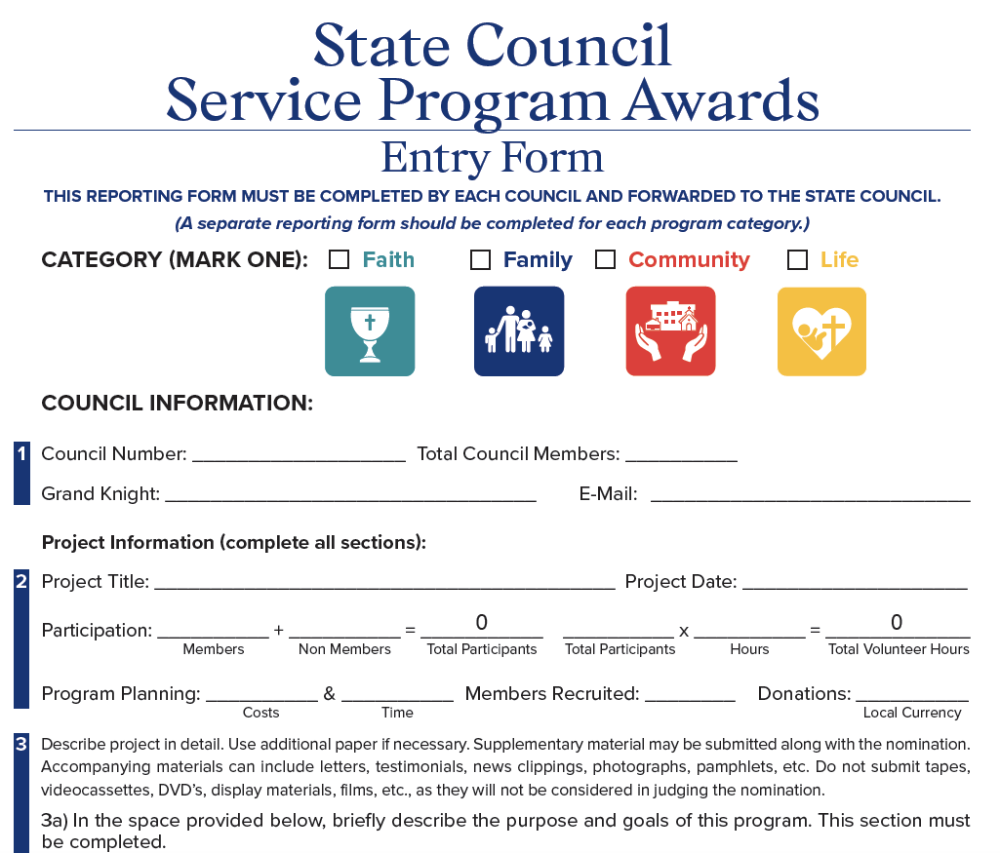 State Council
Service Program Awards
Entry Form
THIS REPORTING FORM MUST BE COMPLETED BY EACH COUNCIL AND FORWARDED TO THE STATE COUNCIL.
(A separate reporting form should be completed for each program category.)
CATEGORY (MARK ONE): Faith Family Community Life
COUNCIL INFORMATION:
1 Council Number: ___________________ Total Council Members: __________
Grand Knight: _________________________________ E-Mail: ____________________________
Project Information (complete all sections):
2 Project Title: _________________________________________ Project Date: ____________________
Participation: __________ + __________ = 0 __________ x __________ = 0
Members Non Members Total Participants Total Participants Hours Total Volunteer Hours
Program Planning: __________ & __________ Members Recruited: ________ Donations: __________
Costs Time Local Currency
3 Describe project in detail. Use additional paper if necessary. Supplementary material may be submitted along with the nomination.
Accompanying materials can include letters, testimonials, news clippings, photographs, pamphlets, etc. Do not submit tapes,
videocassettes, DVD's, display materials, films, etc., as they will not be considered in judging the nomination.
3a) In the space provided below, briefly describe the purpose and goals of this program. This section must
be completed.